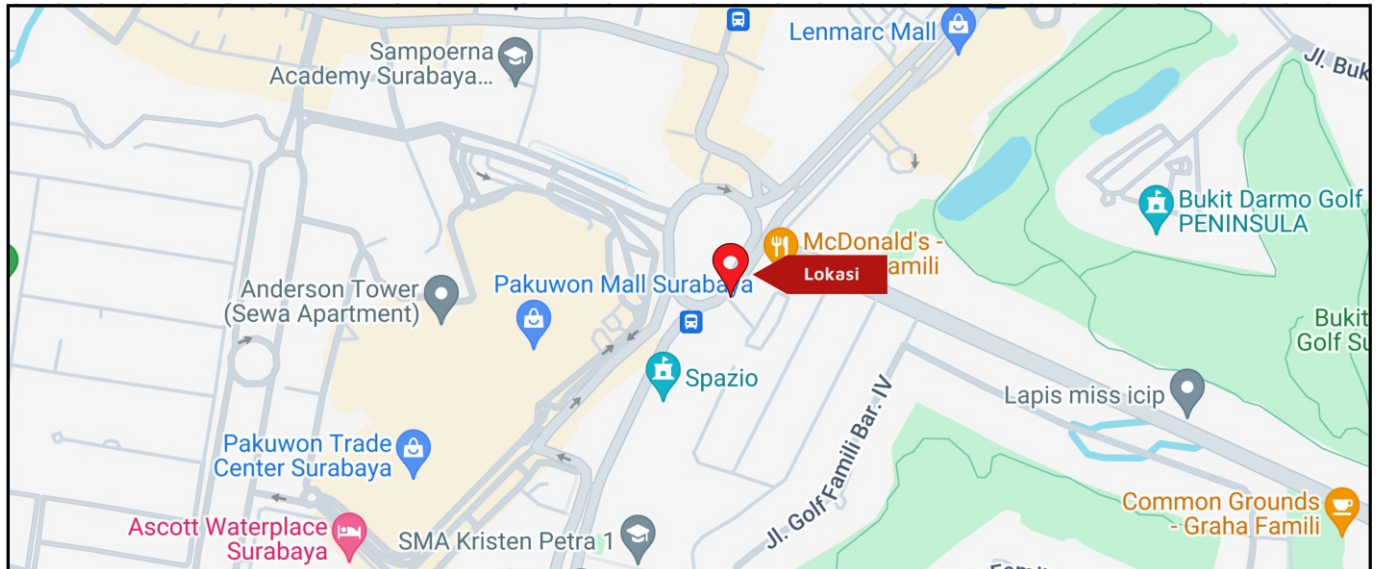 Lenmarc Mall
Sampoerna
Academy Surabaya...
Jl. Buk
Bukit Darmo Golf
PENINSULA
McDonald's -
amili
Lokasi
Pakuwon Mall Surabaya
Anderson Tower
(Sewa Apartment)
Bukit
Golf Su
Spazio
Lapis miss icip
Jl. Golf Famili Bar. IV
Pakuwon Trade
Center Surabaya
Common Grounds
- Graha Famili
Ascott Waterplace
Surabaya
SMA Kristen Petra 1